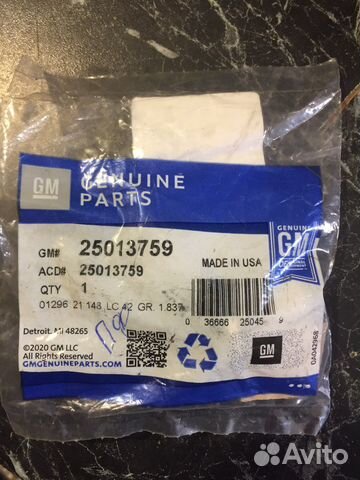 GM
GENUINE
PARTS
GENUINE
GM
GM# 25013759
ACD# 25013759
MADE IN USA
QTY 1
01296 21 148 LC 42 GR. 1.837
0 36666 25045 9
Detroit, MI 48265
©2020 GM LLC
All Rights Reserved
GMGENUINEPARTS.COM
GM
0A042968
Avito